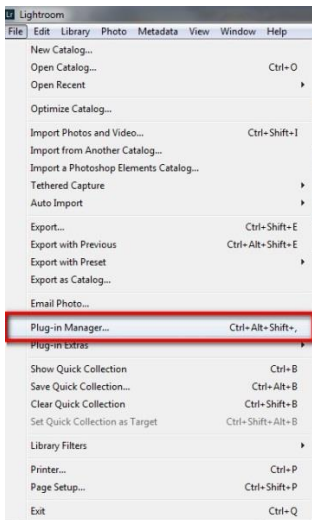 Lr Lightroom
File Edit Library Photo Metadata View Window Help
New Catalog...
Open Catalog... Ctrl+O
Open Recent
Optimize Catalog...
Import Photos and Video... Ctrl+Shift+I
Import from Another Catalog...
Import a Photoshop Elements Catalog...
Tethered Capture
Auto Import
Export... Ctrl+Shift+E
Export with Previous Ctrl+Alt+Shift+E
Export with Preset
Export as Catalog...
Email Photo...
Plug-in Manager... Ctrl+Alt+Shift+,
Plug-in Extras
Show Quick Collection Ctrl+B
Save Quick Collection... Ctrl+Alt+B
Clear Quick Collection Ctrl+Shift+B
Set Quick Collection as Target Ctrl+Shift+Alt+B
Library Filters
Printer... Ctrl+P
Page Setup... Ctrl+Shift+P
Exit Ctrl+Q